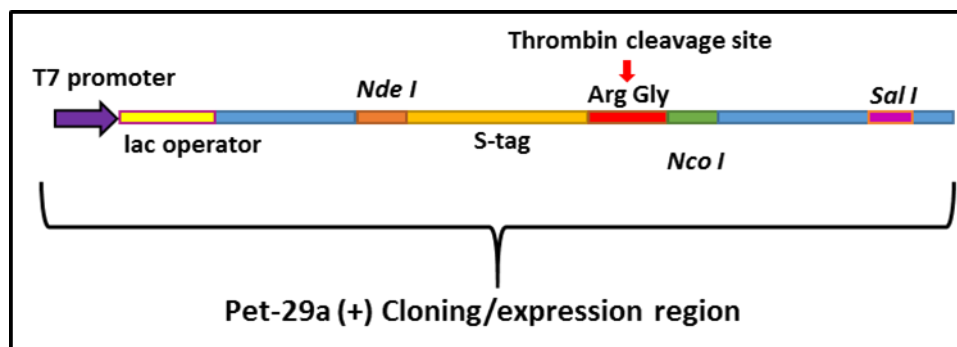 Thrombin cleavage site
T7 promoter
Nde I
Arg Gly
Sal I
lac operator
S-tag
Nco I
Pet-29a (+) Cloning/expression region